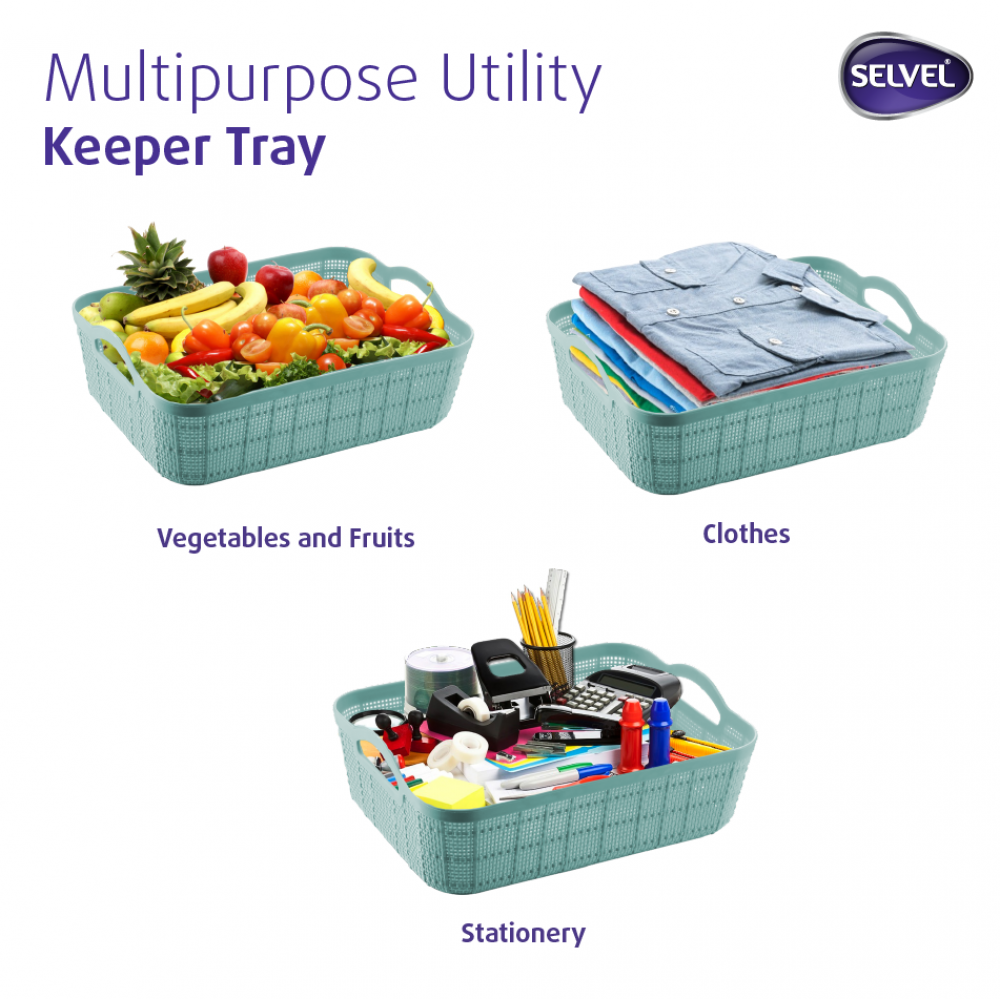 Multipurpose Utility
Keeper Tray
SELVEL®
Vegetables and Fruits
Clothes
Stationery